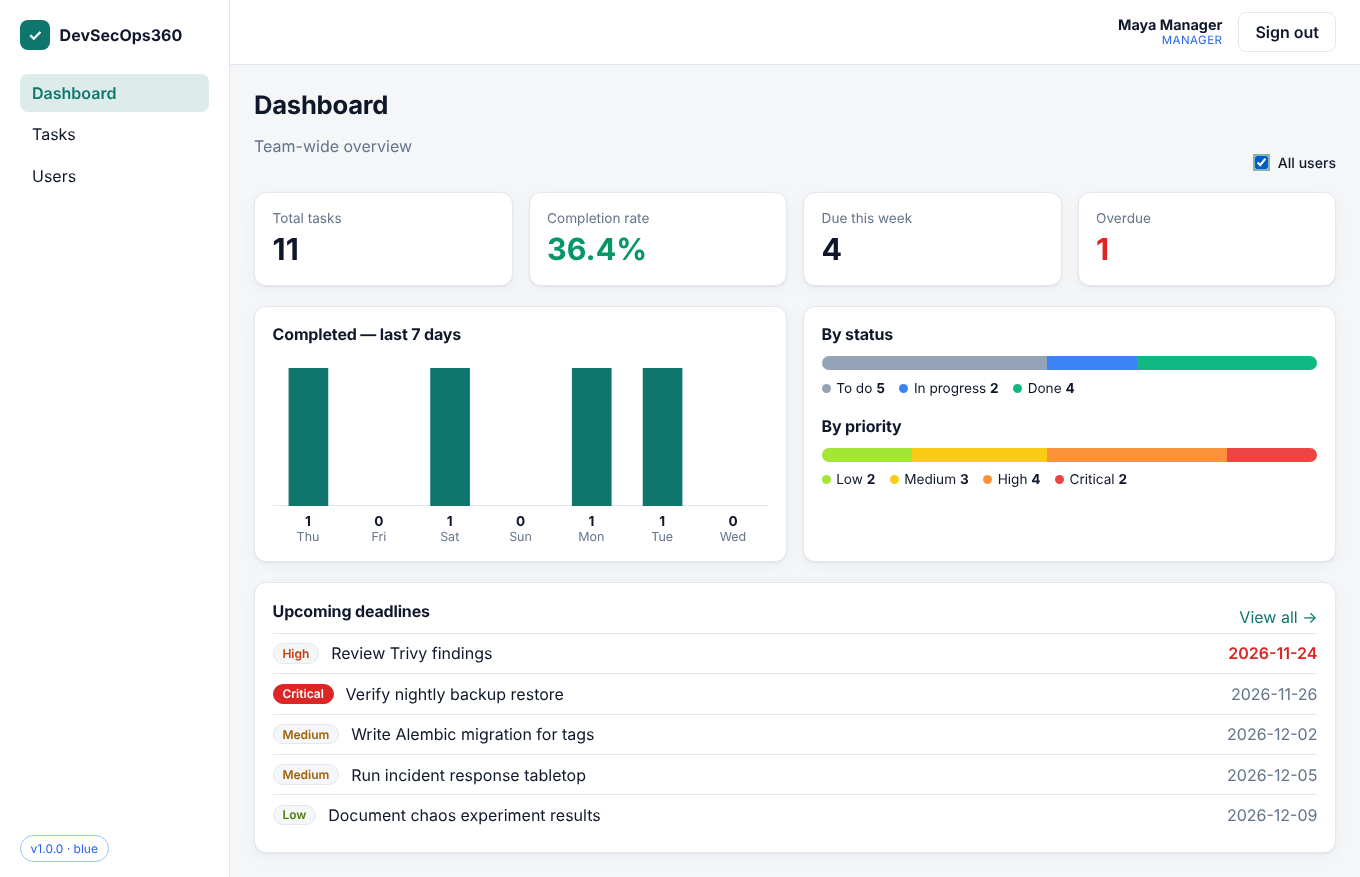 DevSecOps360
Maya Manager
MANAGER
Sign out
Dashboard
Tasks
Users
Dashboard
Team-wide overview
All users
Total tasks
11
Completion rate
36.4%
Due this week
4
Overdue
1
Completed — last 7 days
1 0 1 0 1 1 0
Thu Fri Sat Sun Mon Tue Wed
By status
To do 5 In progress 2 Done 4
By priority
Low 2 Medium 3 High 4 Critical 2
Upcoming deadlines
View all →
High Review Trivy findings 2026-11-24
Critical Verify nightly backup restore 2026-11-26
Medium Write Alembic migration for tags 2026-12-02
Medium Run incident response tabletop 2026-12-05
Low Document chaos experiment results 2026-12-09
v1.0.0 · blue